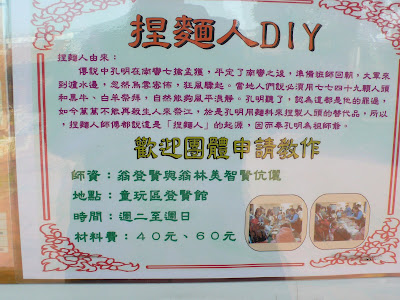 捏麵人DIY
捏麵人由來：
傳說中孔明在南蠻七擒孟獲，平定了南蠻之後，準備班師回朝，大軍來
到瀘水邊，忽然烏雲密佈，狂風驟起。當地人們說必須用七七四十九顆人頭
和黑牛、白羊祭拜，自然能夠風平浪靜。孔明聽了，認為這都是他的罪過，
如今萬萬不能再殺生人來祭江，於是孔明用麵料來捏製人頭的替代品，所以
，捏麵人師傅都說這是「捏麵人」的起源，因而奉孔明為祖師爺。
歡迎團體申請教作
師資：翁登賢與翁林美智賢伉儷
地點：童玩區登賢館
時間：週二至週日
材料費：40元、60元